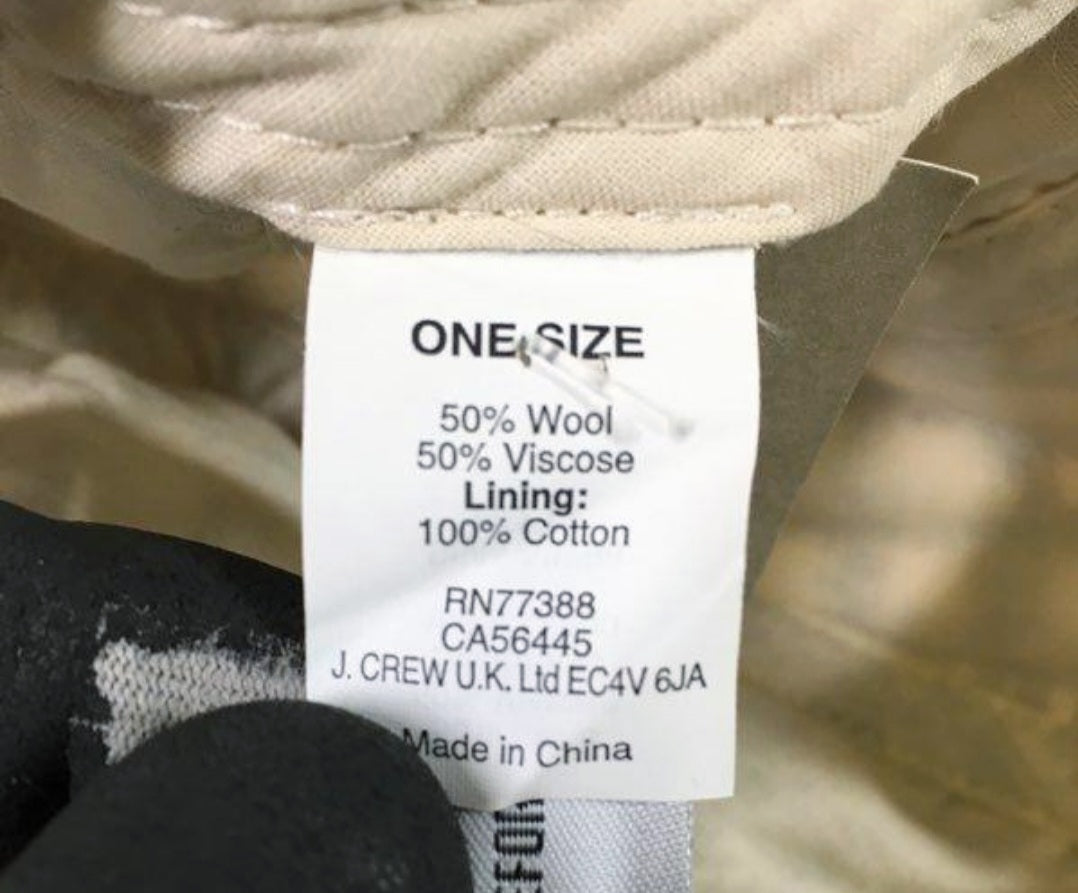 ONE SIZE
50% Wool
50% Viscose
Lining:
100% Cotton
RN77388
CA56445
J. CREW U.K. Ltd EC4V 6JA
Made in China